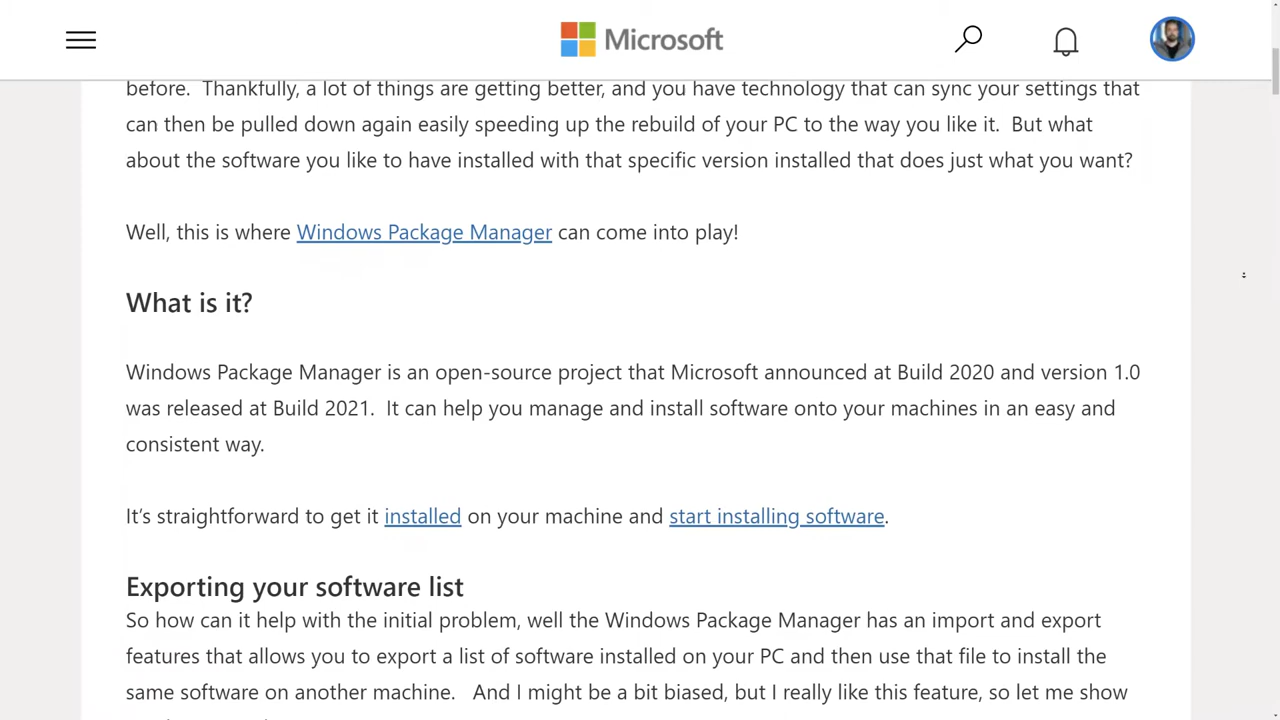 Microsoft
before.  Thankfully, a lot of things are getting better, and you have technology that can sync your settings that
can then be pulled down again easily speeding up the rebuild of your PC to the way you like it.  But what
about the software you like to have installed with that specific version installed that does just what you want?
Well, this is where Windows Package Manager can come into play!
What is it?
Windows Package Manager is an open-source project that Microsoft announced at Build 2020 and version 1.0
was released at Build 2021.  It can help you manage and install software onto your machines in an easy and
consistent way.
It’s straightforward to get it installed on your machine and start installing software.
Exporting your software list
So how can it help with the initial problem, well the Windows Package Manager has an import and export
features that allows you to export a list of software installed on your PC and then use that file to install the
same software on another machine.   And I might be a bit biased, but I really like this feature, so let me show